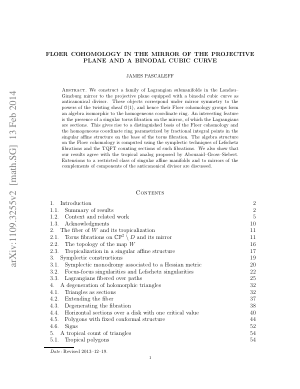 FLOER COHOMOLOGY IN THE MIRROR OF THE PROJECTIVE
PLANE AND A BINODAL CUBIC CURVE
JAMES PASCALEFF
Abstract. We construct a family of Lagrangian submanifolds in the Landau–
Ginzburg mirror to the projective plane equipped with a binodal cubic curve as
anticanonical divisor. These objects correspond under mirror symmetry to the
powers of the twisting sheaf O(1), and hence their Floer cohomology groups form
an algebra isomorphic to the homogeneous coordinate ring. An interesting feature
is the presence of a singular torus fibration on the mirror, of which the Lagrangians
are sections. This gives rise to a distinguished basis of the Floer cohomology and
the homogeneous coordinate ring parameterized by fractional integral points in the
singular affine structure on the base of the torus fibration. The algebra structure
on the Floer cohomology is computed using the symplectic techniques of Lefschetz
fibrations and the TQFT counting sections of such fibrations. We also show that
our results agree with the tropical analog proposed by Abouzaid–Gross–Siebert.
Extensions to a restricted class of singular affine manifolds and to mirrors of the
complements of components of the anticanonical divisor are discussed.
Contents
1. Introduction 2
1.1. Summary of results 2
1.2. Context and related work 5
1.3. Acknowledgments 10
2. The fiber of W and its tropicalization 11
2.1. Torus fibrations on CP² \ D and its mirror 11
2.2. The topology of the map W 16
2.3. Tropicalization in a singular affine structure 17
3. Symplectic constructions 19
3.1. Symplectic monodromy associated to a Hessian metric 20
3.2. Focus-focus singularities and Lefschetz singularities 22
3.3. Lagrangians fibered over paths 25
4. A degeneration of holomorphic triangles 32
4.1. Triangles as sections 32
4.2. Extending the fiber 37
4.3. Degenerating the fibration 38
4.4. Horizontal sections over a disk with one critical value 40
4.5. Polygons with fixed conformal structure 44
4.6. Signs 52
5. A tropical count of triangles 54
5.1. Tropical polygons 54
Date: Revised 2013–12–19.
1
arXiv:1109.3255v2 [math.SG] 13 Feb 2014